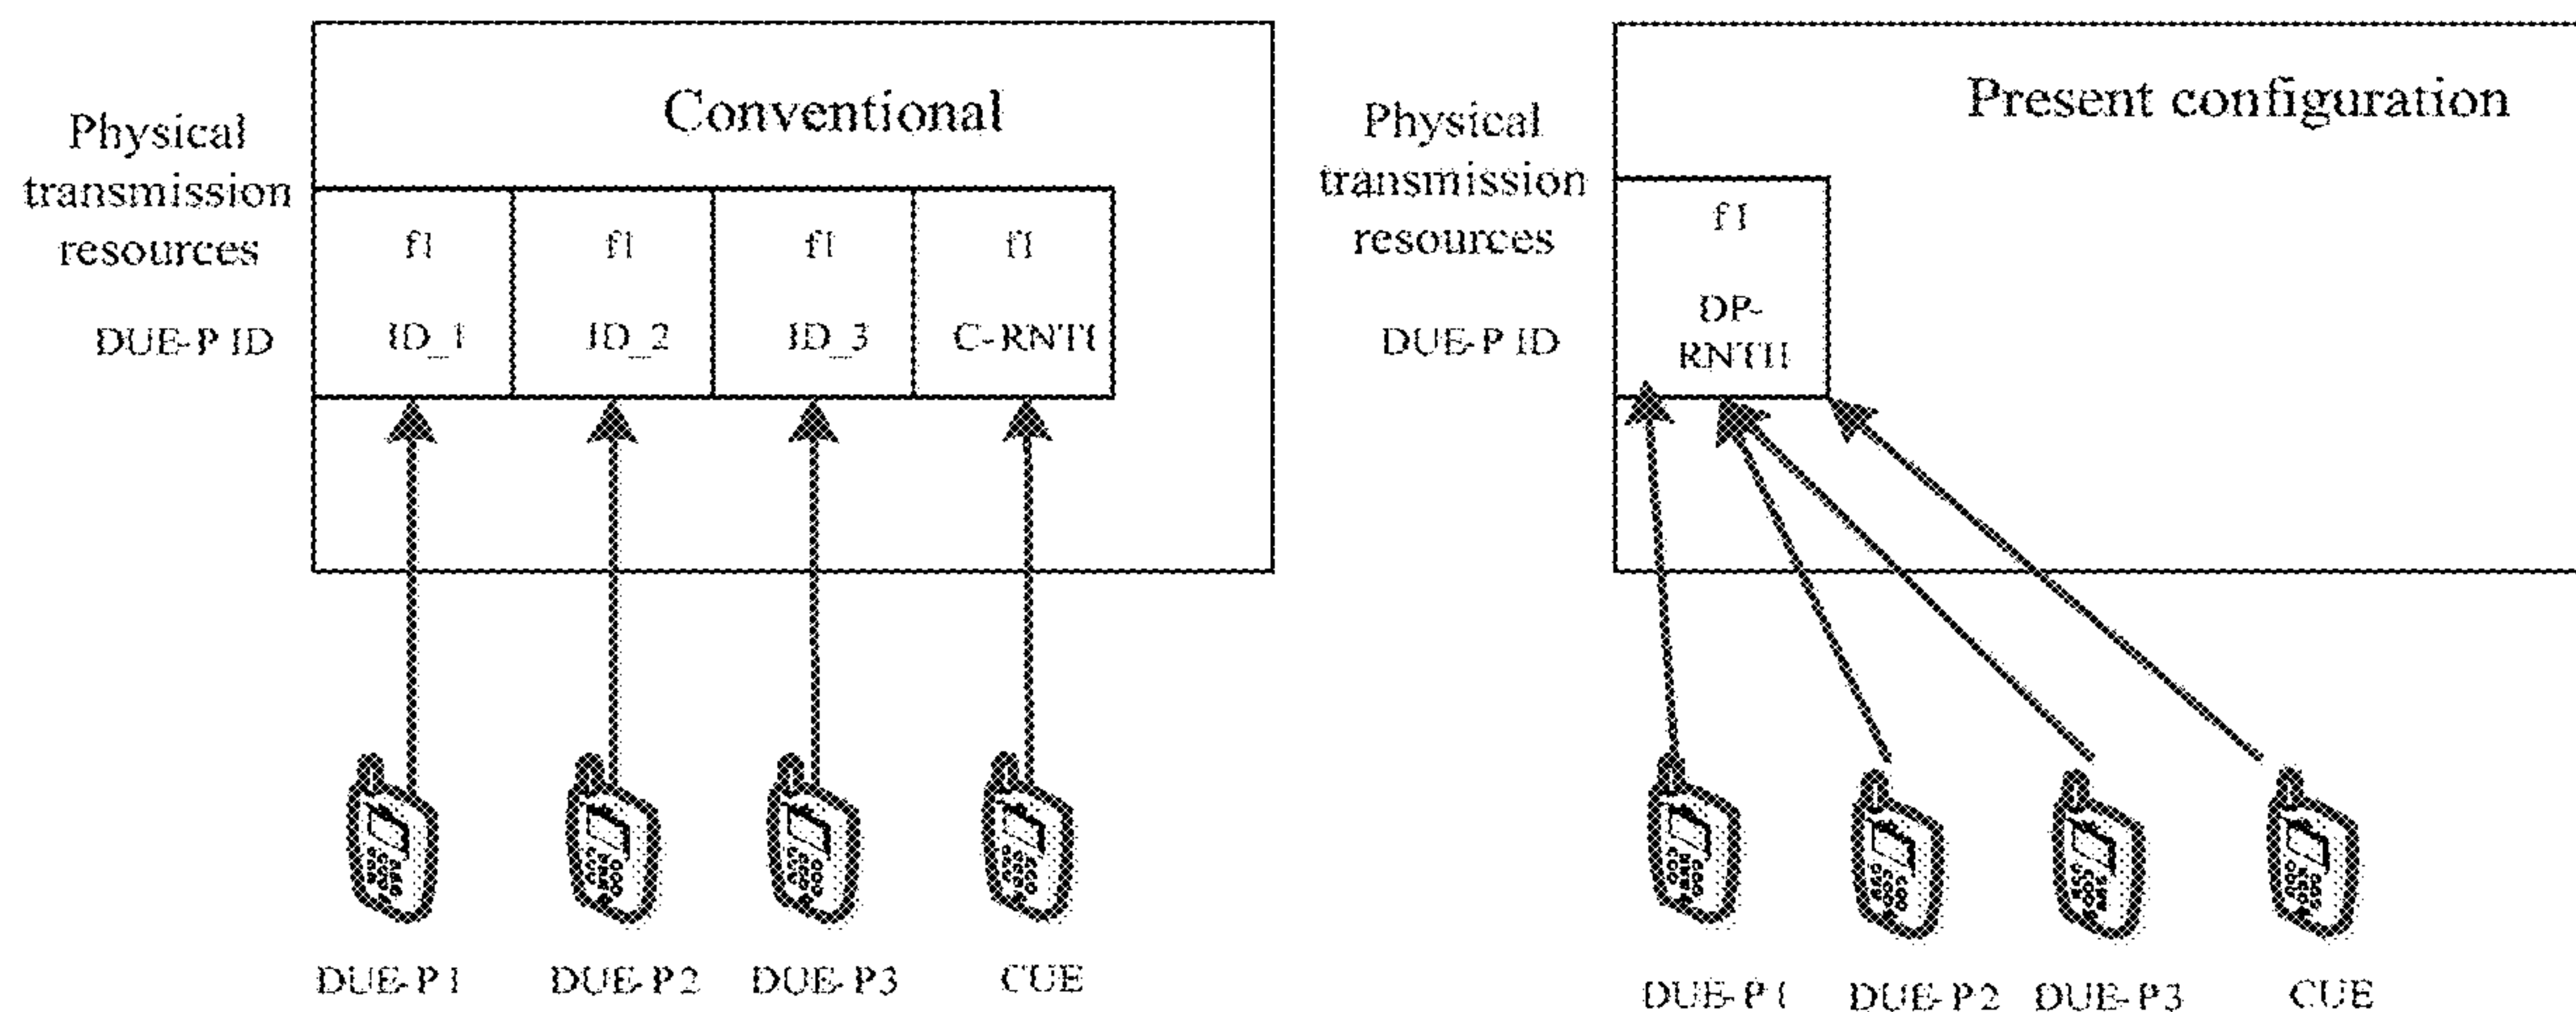 Conventional
Physical
transmission
resources
f1
f1
f1
f1
DUE-P ID
ID_1
ID_2
ID_3
C-RNTI
DUE-P1
DUE-P2
DUE-P3
CUE
Present configuration
Physical
transmission
resources
f1
DUE-P ID
DP-
RNTI1
DUE-P1
DUE-P2
DUE-P3
CUE